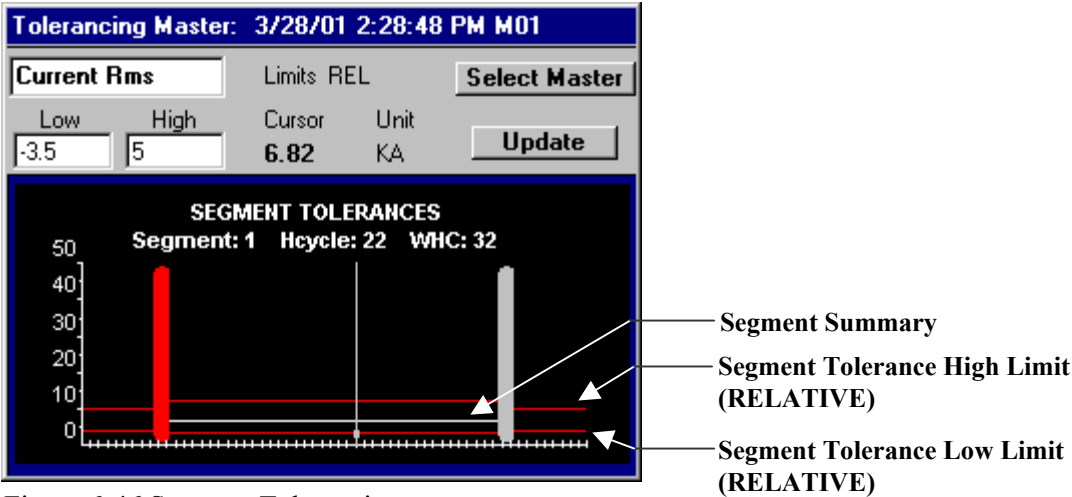 Tolerancing Master: 3/28/01 2:28:48 PM M01
Current Rms Limits REL Select Master
Low High Cursor Unit
-3.5 5 6.82 KA Update
SEGMENT TOLERANCES
Segment: 1 Hcycle: 22 WHC: 32
50
40
30
20
10
0
Segment Summary
Segment Tolerance High Limit
(RELATIVE)
Segment Tolerance Low Limit
(RELATIVE)